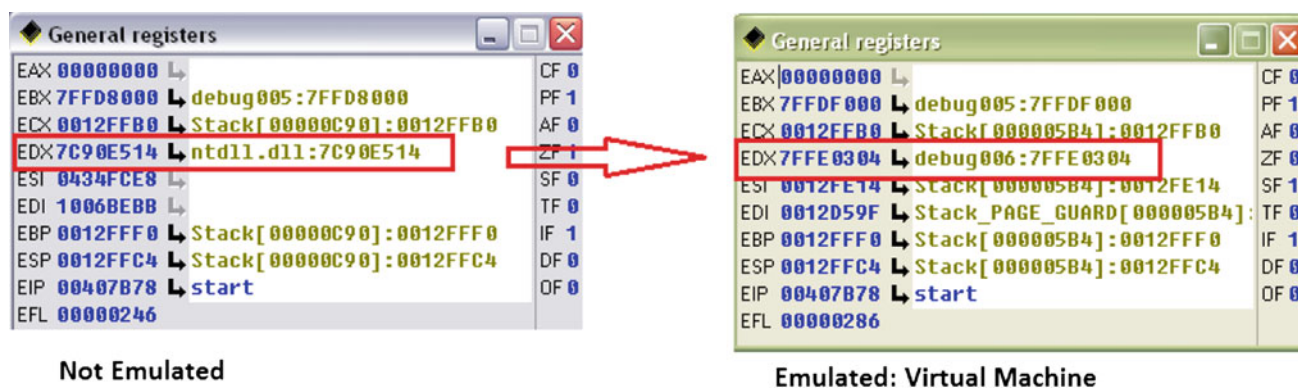 General registers
EAX 00000000
EBX 7FFD8000 debug005:7FFD8000
ECX 0012FFB0 Stack[00000C90]:0012FFB0
EDX 7C90E514 ntdll.dll:7C90E514
ESI 0434FCE8
EDI 1006BEBB
EBP 0012FFF0 Stack[00000C90]:0012FFF0
ESP 0012FFC4 Stack[00000C90]:0012FFC4
EIP 00407B78 start
EFL 00000246
CF 0
PF 1
AF 0
ZF 1
SF 0
TF 0
IF 1
DF 0
OF 0
Not Emulated
General registers
EAX 00000000
EBX 7FFDF000 debug005:7FFDF000
ECX 0012FFB0 Stack[000005B4]:0012FFB0
EDX 7FFE0304 debug006:7FFE0304
ESI 0012FE14 Stack[000005B4]:0012FE14
EDI 0012D59F Stack_PAGE_GUARD[000005B4]:
EBP 0012FFF0 Stack[000005B4]:0012FFF0
ESP 0012FFC4 Stack[000005B4]:0012FFC4
EIP 00407B78 start
EFL 00000286
CF 0
PF 1
AF 0
ZF 0
SF 1
TF 0
IF 1
DF 0
OF 0
Emulated: Virtual Machine